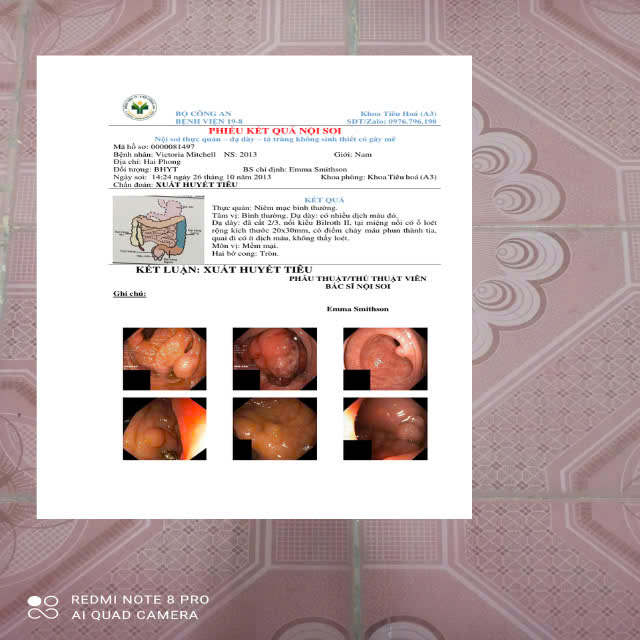 BỘ CÔNG AN
BỆNH VIỆN 19-8
Khoa Tiêu Hoá (A3)
SDT/Zalo: 0976.796.198
PHIẾU KẾT QUẢ NỘI SOI
Nội soi thực quan – dạ dày – tá tràng không sinh thiết có gây mê
Mã hồ sơ: 0000081497
Bệnh nhân: Victoria Mitchell NS: 2013 Giới: Nam
Địa chỉ: Hai Phong
Đối tượng: BHYT BS chỉ định: Emma Smithson
Ngày soi: 14:24 ngày 26 tháng 10 năm 2013 Khoa phòng: Khoa Tiêu hoá (A3)
Chẩn đoán: XUẤT HUYẾT TIÊU
KẾT QUẢ
Thực quản: Niêm mạc bình thường.
Tâm vị: Bình thường. Dạ dày: có nhiều dịch máu đỏ,
Dạ dày: đã cắt 2/3, nối kiểu Bilroth II, tại miệng nối có ổ loét
rộng kích thước 20x30mm, có điểm chảy máu phun thành tia,
quai đi có ít dịch máu, không thấy loét.
Môn vị: Mềm mại.
Hai bờ cong: Tròn.
KẾT LUẬN: XUẤT HUYẾT TIÊU
PHẪU THUẬT/THỦ THUẬT VIÊN
BÁC SĨ NỘI SOI
Ghi chú:
Emma Smithson
REDMI NOTE 8 PRO
AI QUAD CAMERA